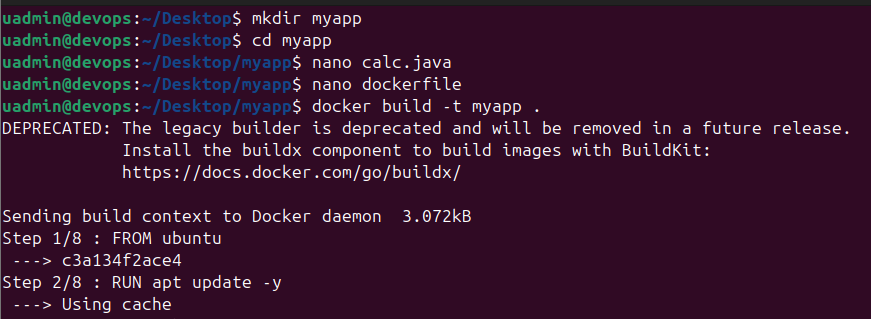 uadmin@devops:~/Desktop$ mkdir myapp
uadmin@devops:~/Desktop$ cd myapp
uadmin@devops:~/Desktop/myapp$ nano calc.java
uadmin@devops:~/Desktop/myapp$ nano dockerfile
uadmin@devops:~/Desktop/myapp$ docker build -t myapp .
DEPRECATED: The legacy builder is deprecated and will be removed in a future release.
            Install the buildx component to build images with BuildKit:
            https://docs.docker.com/go/buildx/

Sending build context to Docker daemon  3.072kB
Step 1/8 : FROM ubuntu
 ---> c3a134f2ace4
Step 2/8 : RUN apt update -y
 ---> Using cache